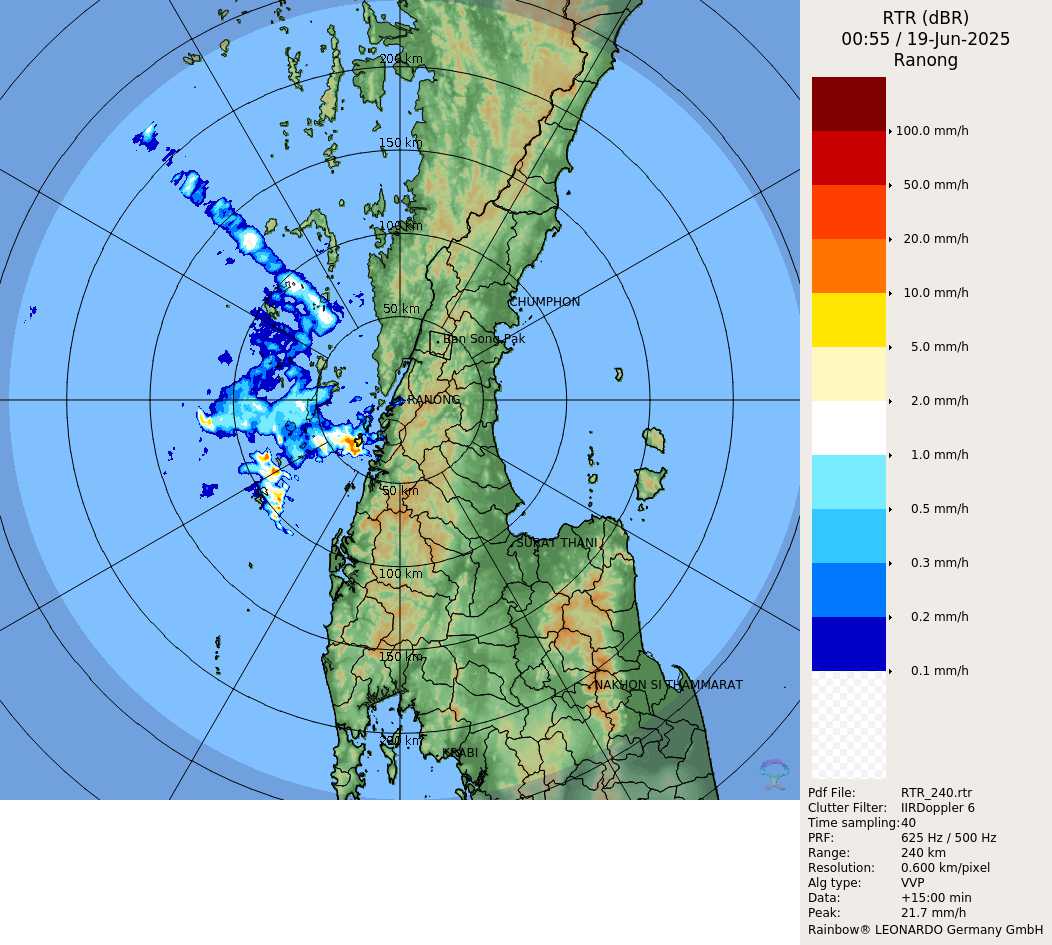 RTR (dBR)
00:55 / 19-Jun-2025
Ranong
200 km
150 km
100 km
50 km
CHUMPHON
Ban Song Pak
RANONG
50 km
SURAT THANI
100 km
150 km
NAKHON SI THAMMARAT
200 km
KRABI
100.0 mm/h
50.0 mm/h
20.0 mm/h
10.0 mm/h
5.0 mm/h
2.0 mm/h
1.0 mm/h
0.5 mm/h
0.3 mm/h
0.2 mm/h
0.1 mm/h
Pdf File: RTR_240.rtr
Clutter Filter: IIRDoppler 6
Time sampling:40
PRF: 625 Hz / 500 Hz
Range: 240 km
Resolution: 0.600 km/pixel
Alg type: VVP
Data: +15:00 min
Peak: 21.7 mm/h
Rainbow® LEONARDO Germany GmbH